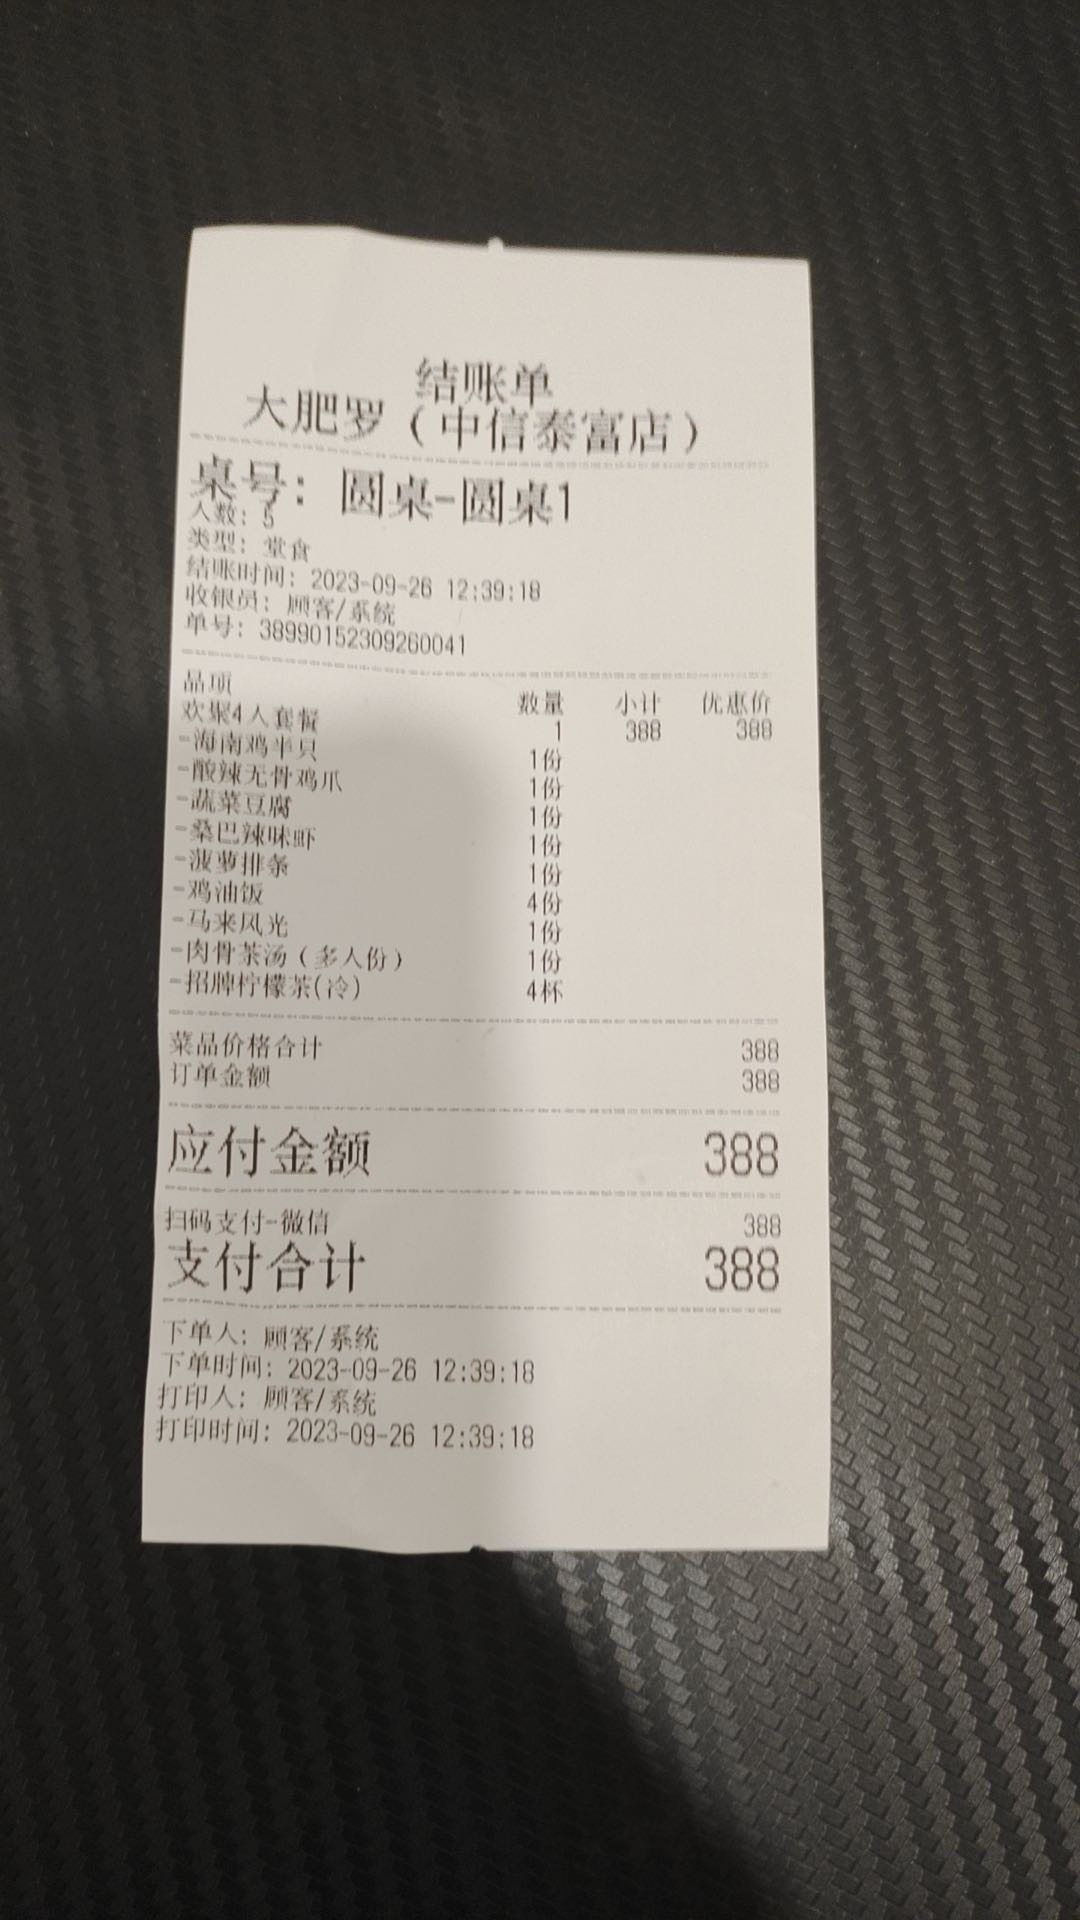 结账单
大肥罗（中信泰富店）
桌号：圆桌-圆桌1
人数：5
类型：堂食
结账时间：2023-09-26 12:39:18
收银员：顾客/系统
单号：38990152309260041
品项 数量 小计 优惠价
欢聚4人套餐 1 388 388
-海南鸡半只 1份
-酸辣无骨鸡爪 1份
-蔬菜豆腐 1份
-桑巴辣味虾 1份
-菠萝排条 1份
-鸡油饭 4份
-马来风光 1份
-肉骨茶汤（多人份） 1份
-招牌柠檬茶(冷) 4杯
菜品价格合计 388
订单金额 388
应付金额 388
扫码支付-微信 388
支付合计 388
下单人：顾客/系统
下单时间：2023-09-26 12:39:18
打印人：顾客/系统
打印时间：2023-09-26 12:39:18